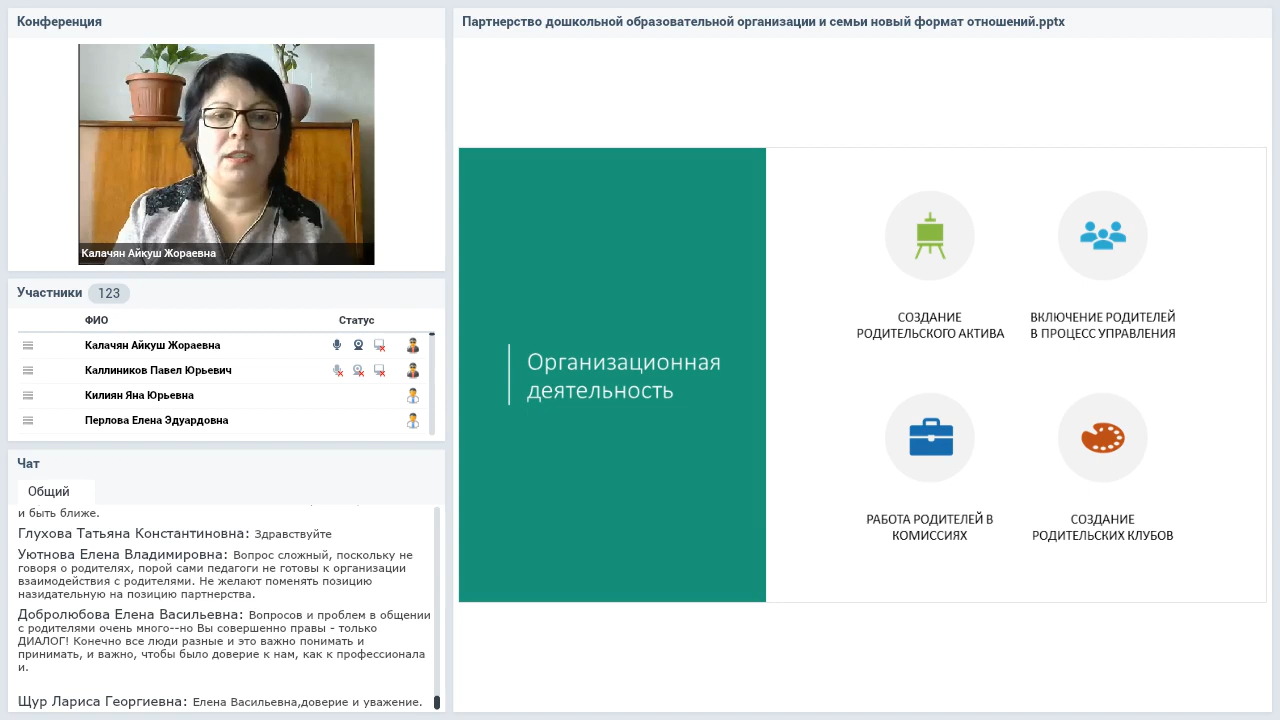 Конференция
Калачян Айкуш Жораевна
Участники 123
ФИО Статус
Калачян Айкуш Жораевна
Каллиников Павел Юрьевич
Килиян Яна Юрьевна
Перлова Елена Эдуардовна
Чат
Общий
и быть ближе.
Глухова Татьяна Константиновна: Здравствуйте
Уютнова Елена Владимировна: Вопрос сложный, поскольку не
говоря о родителях, порой сами педагоги не готовы к организации
взаимодействия с родителями. Не желают поменять позицию
назидательную на позицию партнерства.
Добролюбова Елена Васильевна: Вопросов и проблем в общении
с родителями очень много--но Вы совершенно правы - только
ДИАЛОГ! Конечно все люди разные и это важно понимать и
принимать, и важно, чтобы было доверие к нам, как к профессионала
и.
Щур Лариса Георгиевна: Елена Васильевна,доверие и уважение.
Партнерство дошкольной образовательной организации и семьи новый формат отношений.pptx
Организационная
деятельность
СОЗДАНИЕ
РОДИТЕЛЬСКОГО АКТИВА
ВКЛЮЧЕНИЕ РОДИТЕЛЕЙ
В ПРОЦЕСС УПРАВЛЕНИЯ
РАБОТА РОДИТЕЛЕЙ В
КОМИССИЯХ
СОЗДАНИЕ
РОДИТЕЛЬСКИХ КЛУБОВ